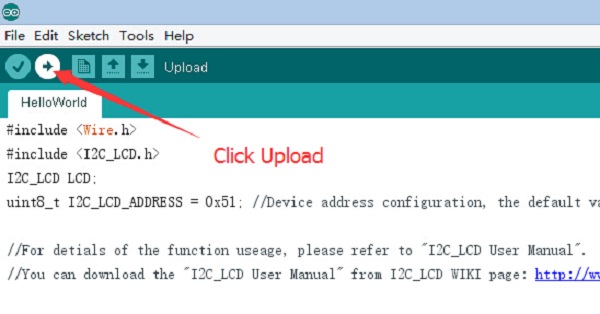 File Edit Sketch Tools Help
Upload
HelloWorld
#include <Wire.h>
#include <I2C_LCD.h>
Click Upload
I2C_LCD LCD;
uint8_t I2C_LCD_ADDRESS = 0x51; //Device address configuration, the default
//For detials of the function useage, please refer to "I2C_LCD User Manual".
//You can download the "I2C_LCD User Manual" from I2C_LCD WIKI page: